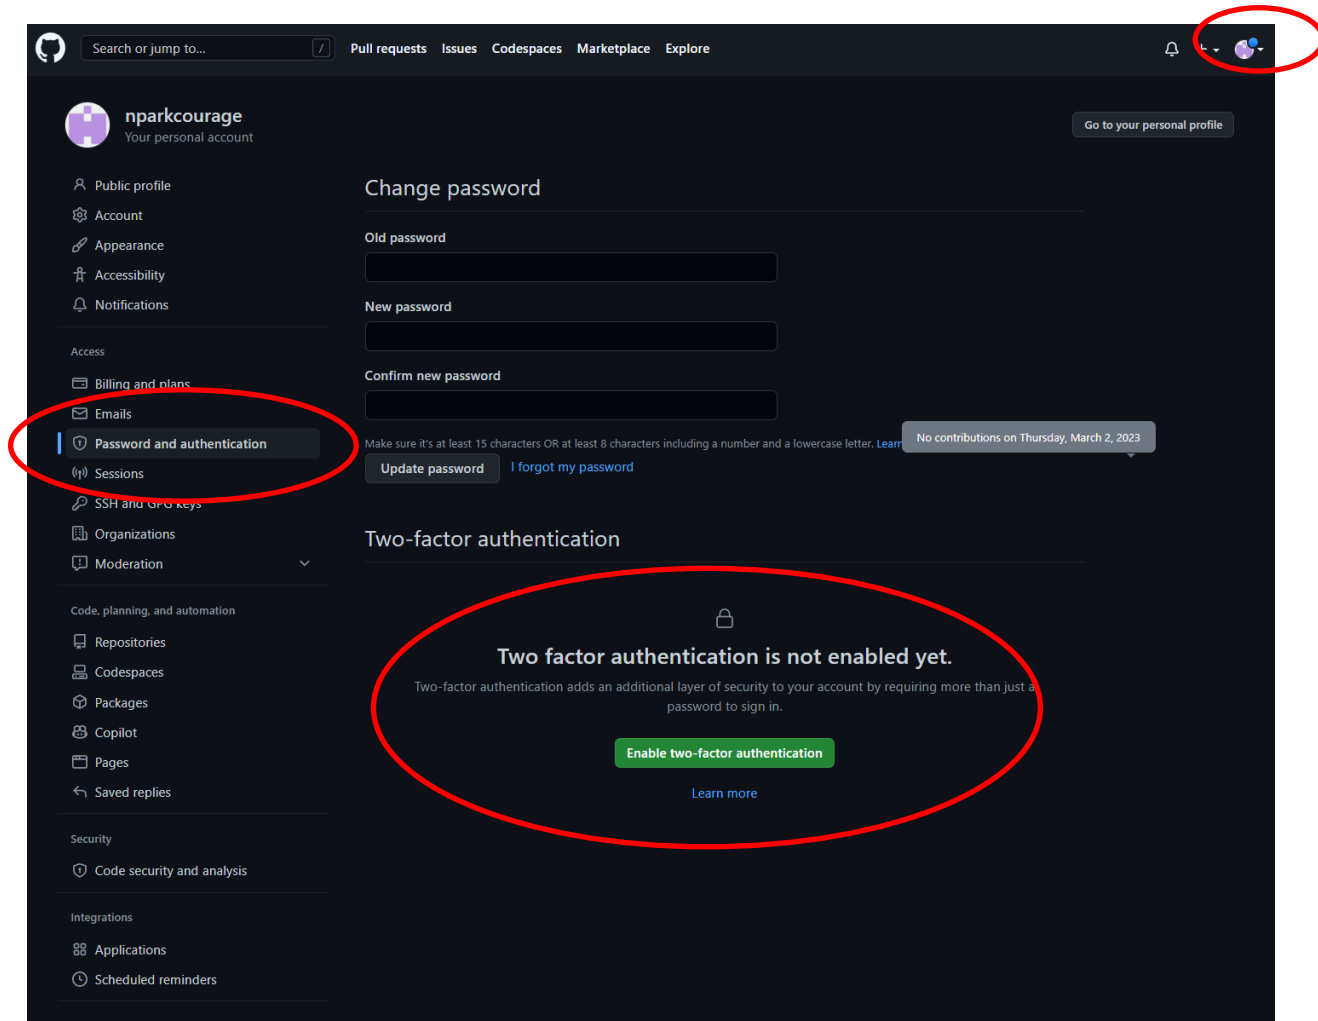 Search or jump to... /
Pull requests Issues Codespaces Marketplace Explore
nparkcourage
Your personal account
Go to your personal profile
Public profile
Account
Appearance
Accessibility
Notifications
Access
Billing and plans
Emails
Password and authentication
Sessions
SSH and GPG keys
Organizations
Moderation
Code, planning, and automation
Repositories
Codespaces
Packages
Copilot
Pages
Saved replies
Security
Code security and analysis
Integrations
Applications
Scheduled reminders
Change password
Old password
New password
Confirm new password
Make sure it's at least 15 characters OR at least 8 characters including a number and a lowercase letter. Learn
No contributions on Thursday, March 2, 2023
Update password I forgot my password
Two-factor authentication
Two factor authentication is not enabled yet.
Two-factor authentication adds an additional layer of security to your account by requiring more than just a
password to sign in.
Enable two-factor authentication
Learn more